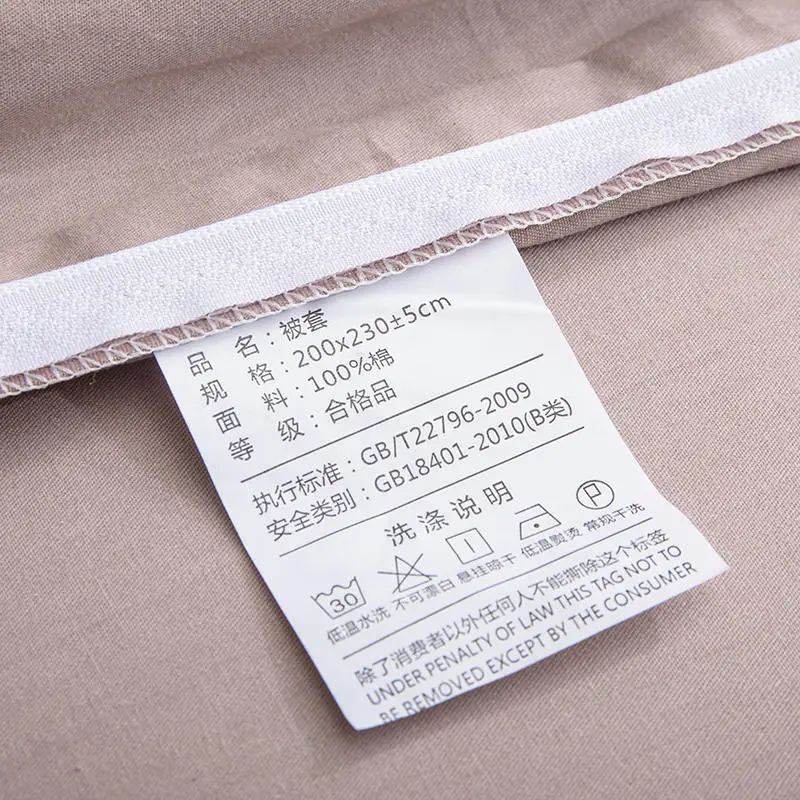 品 名：被套
规 格：200x230±5cm
面 料：100%棉
等 级：合格品
执行标准：GB/T22796-2009
安全类别：GB18401-2010(B类)
洗涤说明
30 P
低温水洗 不可漂白 悬挂晾干 低温熨烫 常规干洗
除了消费者以外任何人不能撕除这个标签
UNDER PENALTY OF LAW THIS TAG NOT TO
BE REMOVED EXCEPT BY THE CONSUMER